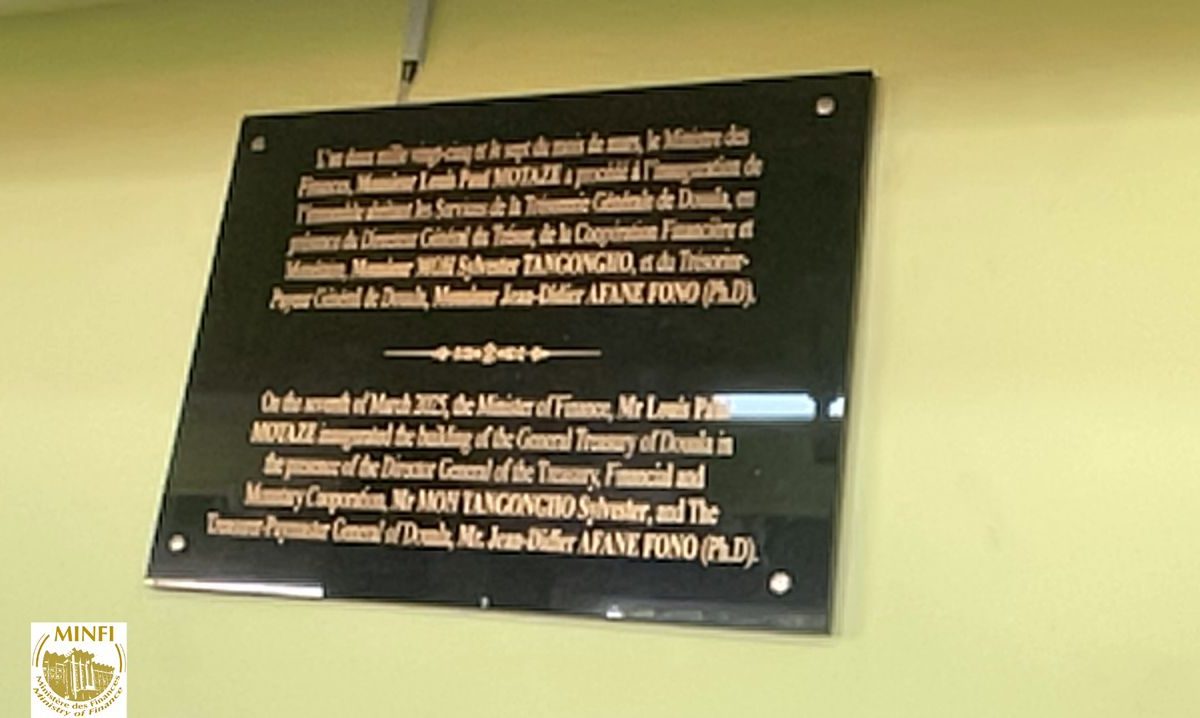 L'an deux mille vingt-cinq et le sept du mois de mars, le Ministre des
Finances, Monsieur Louis Paul MOTAZE a procédé à l'inauguration de
l'immeuble abritant les Services de la Trésorerie Générale de Douala, en
présence du Directeur Général du Trésor, de la Coopération Financière et
Monétaire, Monsieur MOH Sylvester TANGONGHO, et du Trésorier-
Payeur Général de Douala, Monsieur Jean-Didier AFANE FONO (Ph.D).
On the seventh of March 2025, the Minister of Finance, Mr Louis Paul
MOTAZE inaugurated the building of the General Treasury of Douala in
the presence of the Director General of the Treasury, Financial and
Monetary Cooperation, Mr MOH TANGONGHO Sylvester, and The
Treasurer-Paymaster General of Douala, Mr. Jean-Didier AFANE FONO (Ph.D).
MINFI
Ministère des Finances
Ministry of Finance